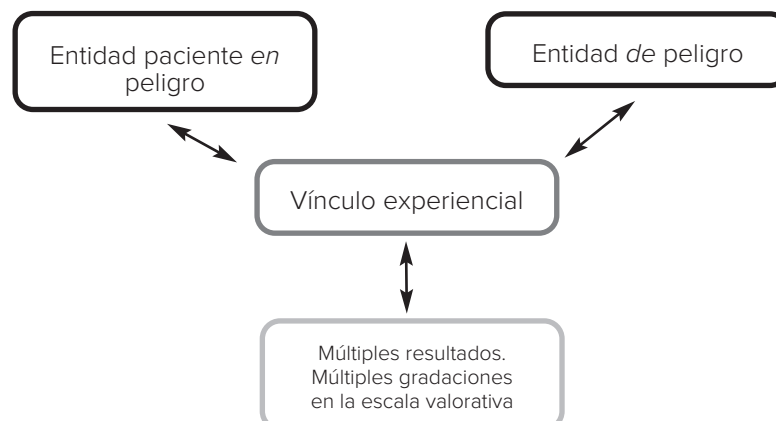 Entidad paciente en
peligro
Entidad de peligro
Vínculo experiencial
Múltiples resultados.
Múltiples gradaciones
en la escala valorativa